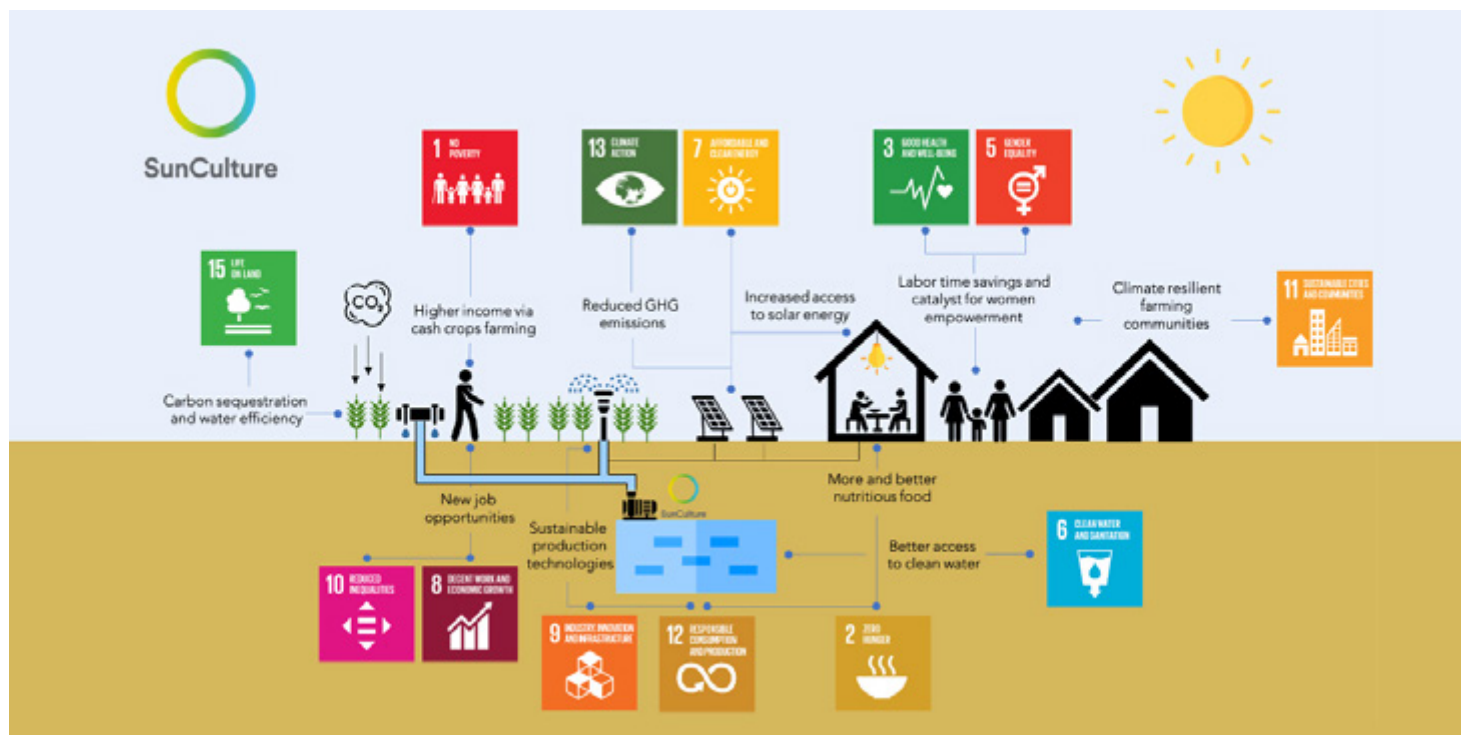 SunCulture
1 NO
POVERTY
13 CLIMATE
ACTION
7 AFFORDABLE AND
CLEAN ENERGY
3 GOOD HEALTH
AND WELL-BEING
5 GENDER
EQUALITY
15 LIFE
ON LAND
CO₂
Higher income via
cash crops farming
Reduced GHG
emissions
Increased access
to solar energy
Labor time savings and
catalyst for women
empowerment
Climate resilient
farming
communities
11 SUSTAINABLE CITIES
AND COMMUNITIES
Carbon sequestration
and water efficiency
New job
opportunities
Sustainable
production
technologies
SunCulture
More and better
nutritious food
Better access
to clean water
6 CLEAN WATER
AND SANITATION
10 REDUCED
INEQUALITIES
8 DECENT WORK AND
ECONOMIC GROWTH
9 INDUSTRY, INNOVATION
AND INFRASTRUCTURE
12 RESPONSIBLE
CONSUMPTION
AND PRODUCTION
2 ZERO
HUNGER